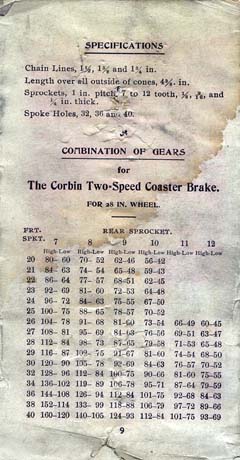 SPECIFICATIONS
Chain Lines, and in.
Length over all outside of cones, in.
Sprockets, 1 in. pitch, 7 to 12 tooth, and
¼ in. thick.
Spoke Holes, 32, 36 and 40.
COMBINATION OF GEARS
for
The Corbin Two-Speed Coaster Brake.
FOR 28 IN. WHEEL.
FRT. REAR SPROCKET.
SPKT. 7 8 9 10 11 12
High-Low High-Low High-Low High-Low High-Low High-Low
20 80–60 70–52 62–46 56–42
21 84–63 74–54 65–48 59–43
22 86–64 77–57 68–51 62–45
23 92–69 81–60 72–53 64–48
24 96–72 84–63 75–55 67–50
25 100–75 88–65 78–57 70–52
26 104–78 91–68 81–60 73–54 66–49 60–45
27 108–81 95–69 84–63 76–56 69–51 63–47
28 112–84 98–73 87–65 79–58 71–53 65–48
29 116–87 102–75 91–67 81–60 74–54 68–50
30 120–90 105–78 92–69 84–63 76–57 70–52
32 128–96 112–84 100–75 90–66 81–60 75–55
34 136–102 119–89 106–78 95–71 87–64 79–59
36 144–108 126–94 112–84 101–75 92–68 84–63
38 152–114 133–99 118–88 106–79 97–72 89–66
40 160–120 140–105 124–93 112–84 101–75 93–69
9